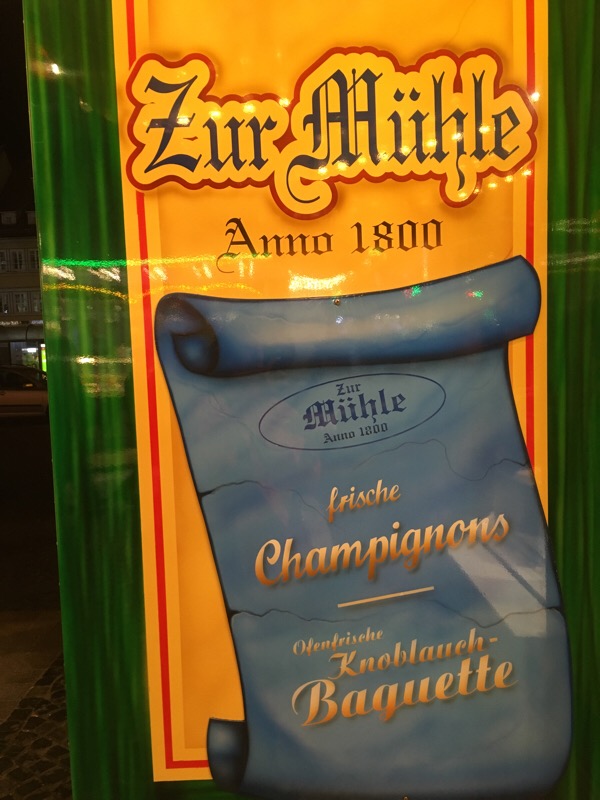 Zur Mühle
Anno 1800
Zur
Mühle
Anno 1800
frische
Champignons
Ofenfrische
Knoblauch-
Baguette